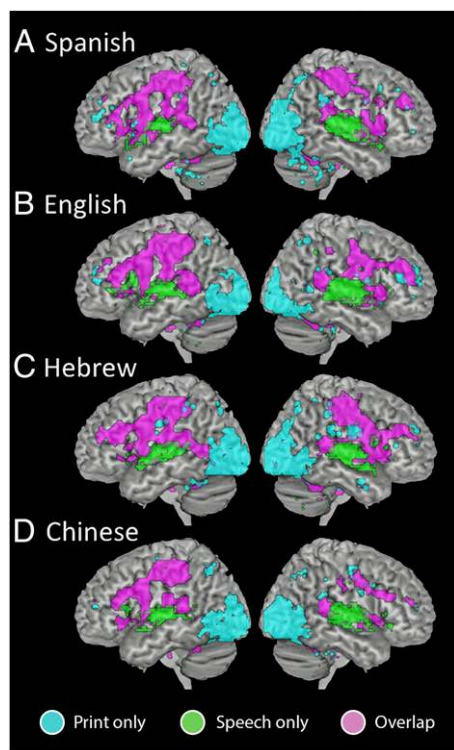 A Spanish
B English
C Hebrew
D Chinese
Print only Speech only Overlap